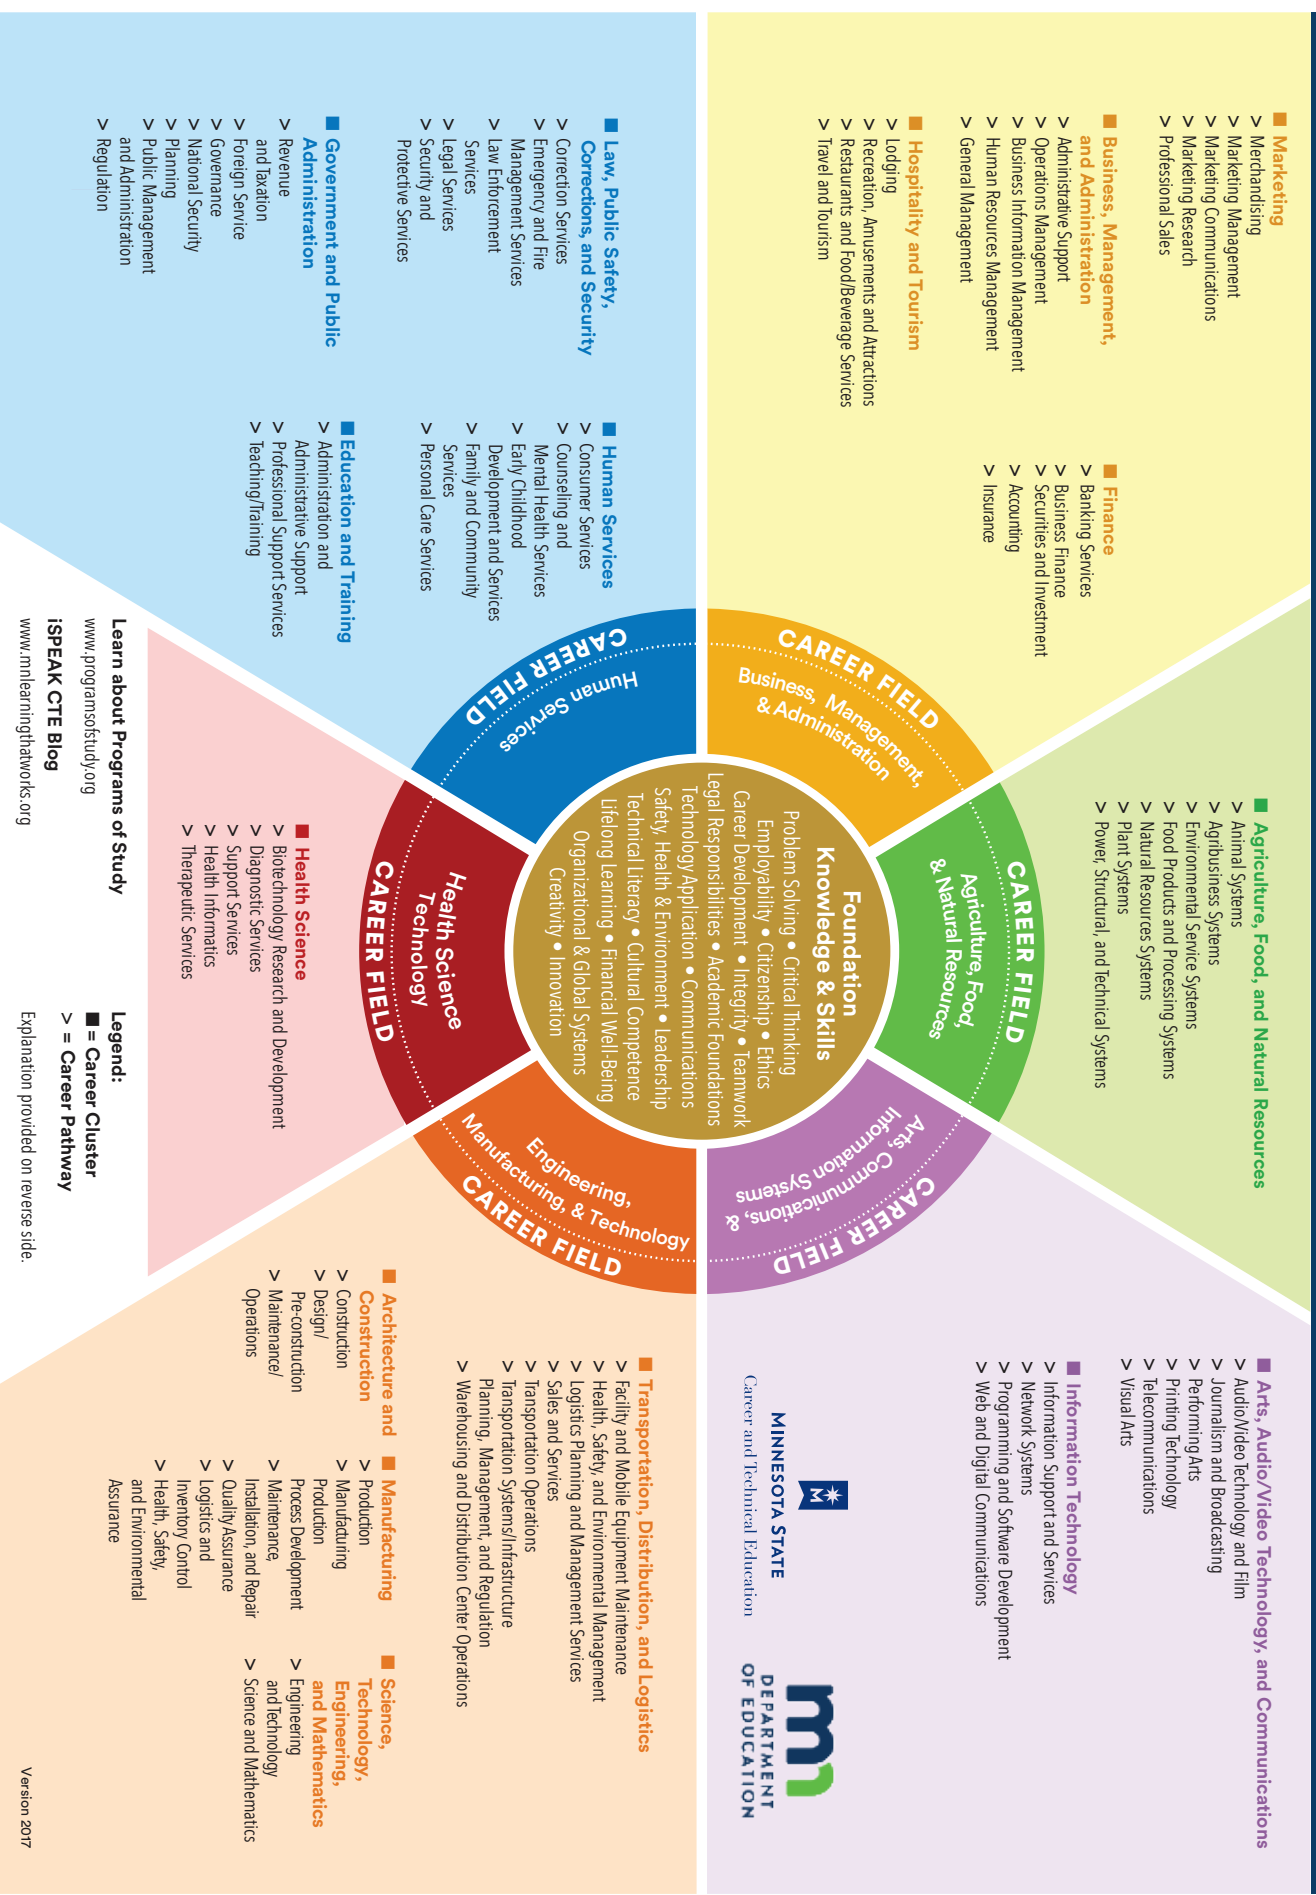 ■ Marketing
> Merchandising
> Marketing Management
> Marketing Communications
> Marketing Research
> Professional Sales
■ Business, Management,
and Administration
> Administrative Support
> Operations Management
> Business Information Management
> Human Resources Management
> General Management
■ Finance
> Banking Services
> Business Finance
> Securities and Investment
> Accounting
> Insurance
■ Hospitality and Tourism
> Lodging
> Recreation, Amusements and Attractions
> Restaurants and Food/Beverage Services
> Travel and Tourism
CAREER FIELD
Business, Management,
& Administration
■ Agriculture, Food, and Natural Resources
> Animal Systems
> Agribusiness Systems
> Environmental Service Systems
> Food Products and Processing Systems
> Natural Resources Systems
> Plant Systems
> Power, Structural, and Technical Systems
CAREER FIELD
Agriculture, Food,
& Natural Resources
■ Arts, Audio/Video Technology, and Communications
> Audio/Video Technology and Film
> Journalism and Broadcasting
> Performing Arts
> Printing Technology
> Telecommunications
> Visual Arts
■ Information Technology
> Information Support and Services
> Network Systems
> Programming and Software Development
> Web and Digital Communications
Arts, Communications, &
Information Systems
CAREER FIELD
M
MINNESOTA STATE
Career and Technical Education
mn
DEPARTMENT
OF EDUCATION
Foundation
Knowledge & Skills
Problem Solving • Critical Thinking
Employability • Citizenship • Ethics
Career Development • Integrity • Teamwork
Legal Responsibilities • Academic Foundations
Technology Application • Communications
Safety, Health & Environment • Leadership
Technical Literacy • Cultural Competence
Lifelong Learning • Financial Well-Being
Organizational & Global Systems
Creativity • Innovation
■ Law, Public Safety,
Corrections, and Security
> Correction Services
> Emergency and Fire
Management Services
> Law Enforcement
Services
> Legal Services
> Security and
Protective Services
■ Human Services
> Consumer Services
> Counseling and
Mental Health Services
> Early Childhood
Development and Services
> Family and Community
Services
> Personal Care Services
■ Government and Public
Administration
> Revenue
and Taxation
> Foreign Service
> Governance
> National Security
> Planning
> Public Management
and Administration
> Regulation
■ Education and Training
> Administration and
Administrative Support
> Professional Support Services
> Teaching/Training
Human Services
CAREER FIELD
Health Science
Technology
CAREER FIELD
■ Health Science
> Biotechnology Research and Development
> Diagnostic Services
> Support Services
> Health Informatics
> Therapeutic Services
Engineering,
Manufacturing, & Technology
CAREER FIELD
■ Transportation, Distribution, and Logistics
> Facility and Mobile Equipment Maintenance
> Health, Safety, and Environmental Management
> Logistics Planning and Management Services
> Sales and Services
> Transportation Operations
> Transportation Systems/Infrastructure
Planning, Management, and Regulation
> Warehousing and Distribution Center Operations
■ Architecture and
Construction
> Construction
> Design/
Pre-construction
> Maintenance/
Operations
■ Manufacturing
> Production
> Manufacturing
Production
Process Development
> Maintenance,
Installation, and Repair
> Quality Assurance
> Logistics and
Inventory Control
> Health, Safety,
and Environmental
Assurance
■ Science,
Technology,
Engineering,
and Mathematics
> Engineering
and Technology
> Science and Mathematics
Learn about Programs of Study
www.programsofstudy.org
iSPEAK CTE Blog
www.mnlearningthatworks.org
Legend:
■ = Career Cluster
> = Career Pathway
Explanation provided on reverse side.
Version 2017